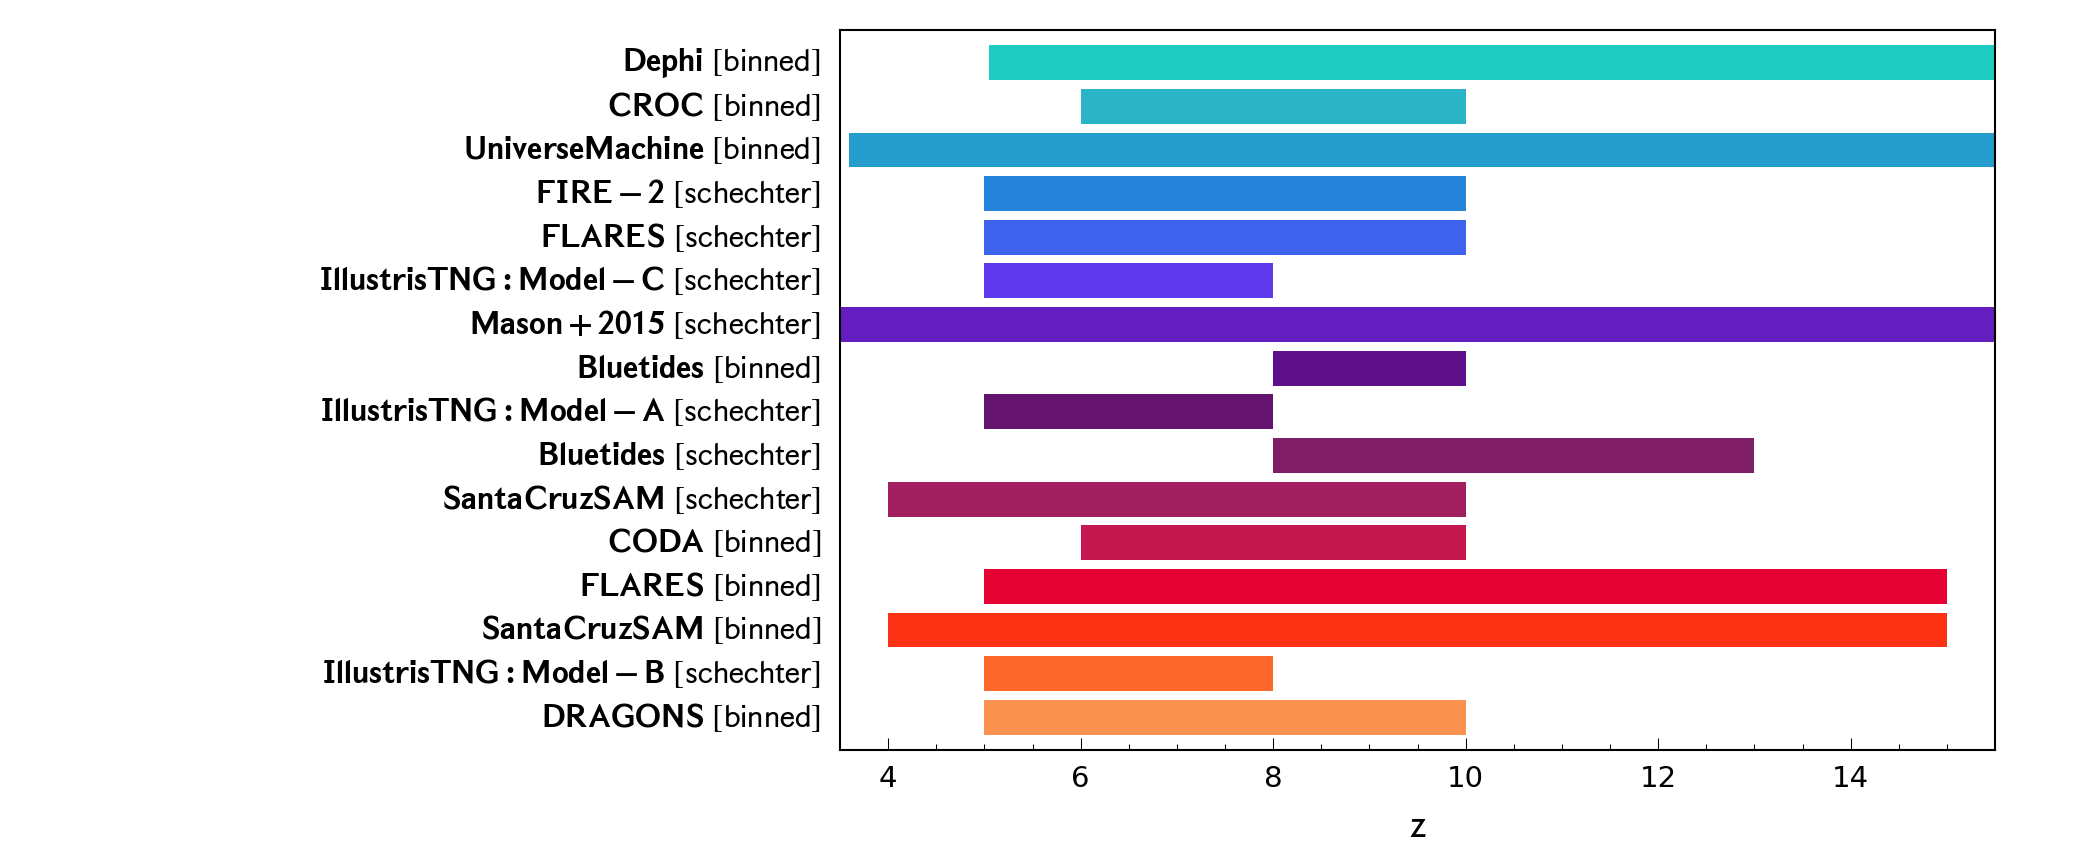 Dephi [binned]
CROC [binned]
UniverseMachine [binned]
FIRE − 2 [schechter]
FLARES [schechter]
IllustrisTNG : Model − C [schechter]
Mason + 2015 [schechter]
Bluetides [binned]
IllustrisTNG : Model − A [schechter]
Bluetides [schechter]
SantaCruzSAM [schechter]
CODA [binned]
FLARES [binned]
SantaCruzSAM [binned]
IllustrisTNG : Model − B [schechter]
DRAGONS [binned]
4 6 8 10 12 14
z